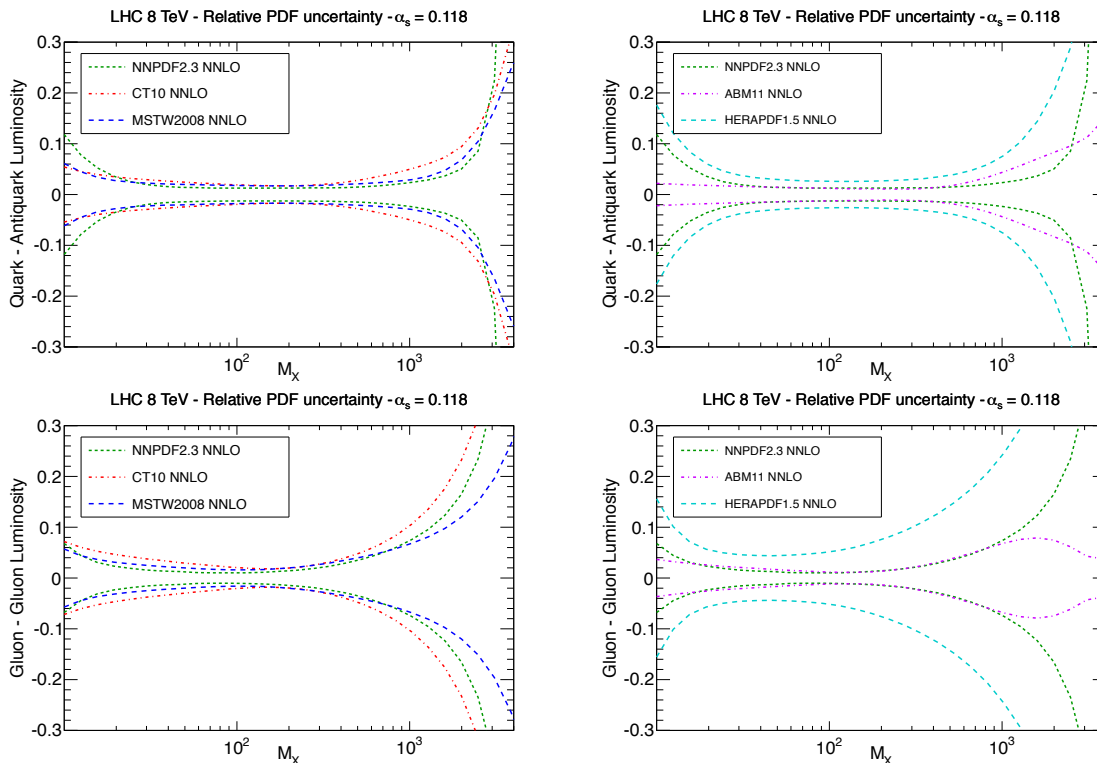 LHC 8 TeV - Relative PDF uncertainty - αs = 0.118
Quark - Antiquark Luminosity
0.3
0.2
0.1
0
-0.1
-0.2
-0.3
NNPDF2.3 NNLO
CT10 NNLO
MSTW2008 NNLO
10²
10³
M_X
LHC 8 TeV - Relative PDF uncertainty - αs = 0.118
Quark - Antiquark Luminosity
0.3
0.2
0.1
0
-0.1
-0.2
-0.3
NNPDF2.3 NNLO
ABM11 NNLO
HERAPDF1.5 NNLO
10²
10³
M_X
LHC 8 TeV - Relative PDF uncertainty - αs = 0.118
Gluon - Gluon Luminosity
0.3
0.2
0.1
0
-0.1
-0.2
-0.3
NNPDF2.3 NNLO
CT10 NNLO
MSTW2008 NNLO
10²
10³
M_X
LHC 8 TeV - Relative PDF uncertainty - αs = 0.118
Gluon - Gluon Luminosity
0.3
0.2
0.1
0
-0.1
-0.2
-0.3
NNPDF2.3 NNLO
ABM11 NNLO
HERAPDF1.5 NNLO
10²
10³
M_X